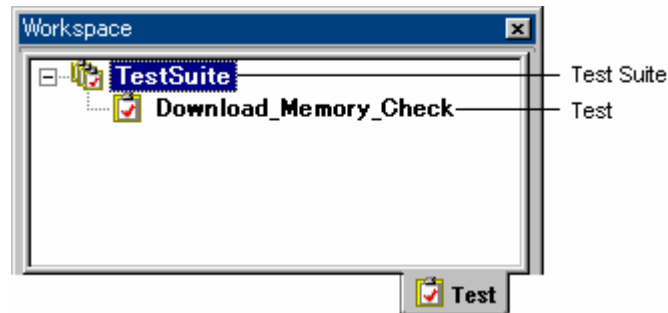 Workspace
TestSuite
Test Suite
Download_Memory_Check
Test
Test